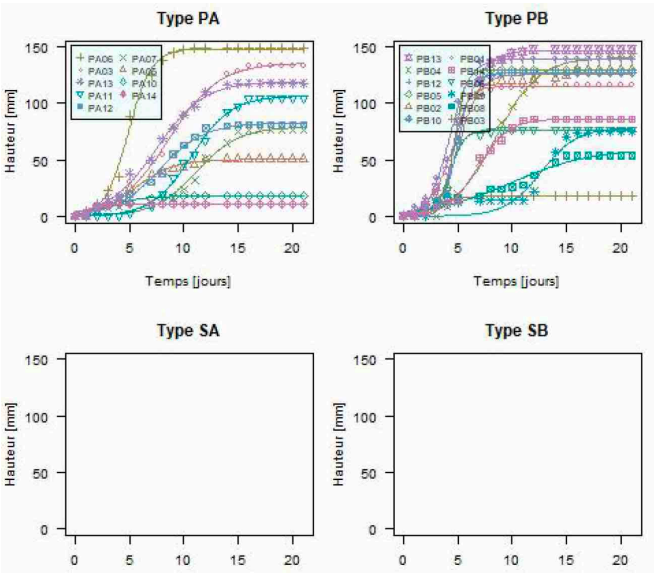 Type PA
Type PB
Hauteur [mm]
150
100
50
0
PA06 PA07
PA03
PA13 PA10
PA11 PA14
PA12
0 5 10 15 20
Temps [jours]
Hauteur [mm]
150
100
50
0
PB13
PB04
PB12
PB05
PB02 PB08
PB10 PB03
0 5 10 15 20
Temps [jours]
Type SA
Type SB
Hauteur [mm]
150
100
50
0
0 5 10 15 20
Hauteur [mm]
150
100
50
0
0 5 10 15 20